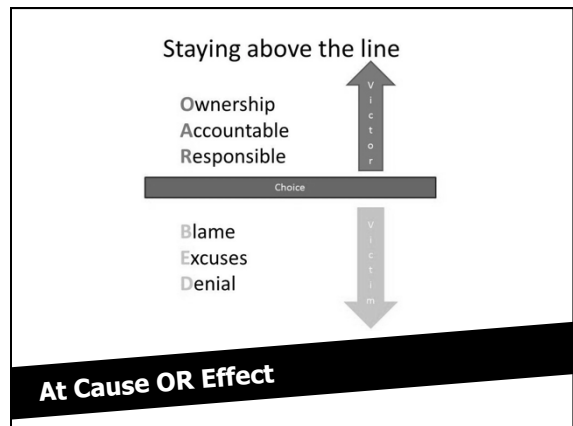 Staying above the line
Victor
Ownership
Accountable
Responsible
Choice
Blame
Excuses
Denial
Victim
At Cause OR Effect